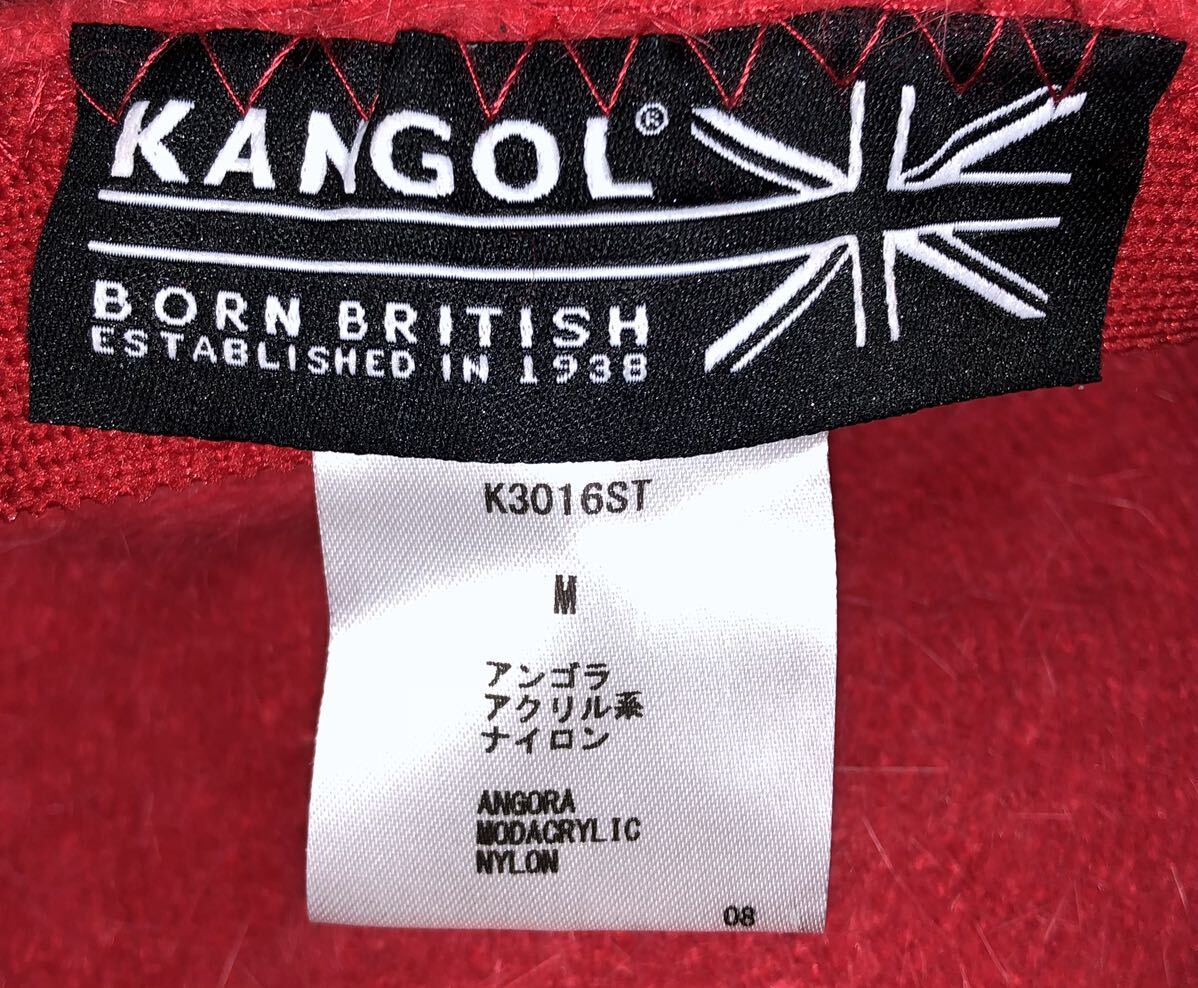 KANGOL®
BORN BRITISH
ESTABLISHED IN 1938
K3016ST
M
アンゴラ
アクリル系
ナイロン
ANGORA
MODACRYLIC
NYLON
08